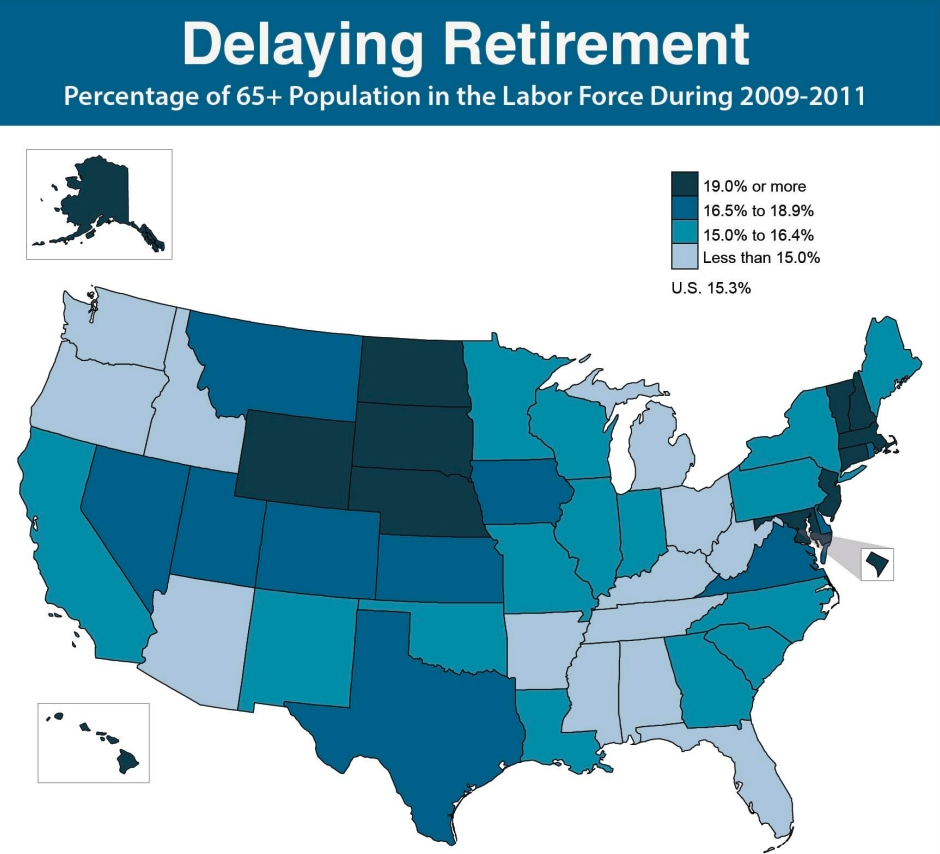 Delaying Retirement
Percentage of 65+ Population in the Labor Force During 2009-2011
19.0% or more
16.5% to 18.9%
15.0% to 16.4%
Less than 15.0%
U.S. 15.3%